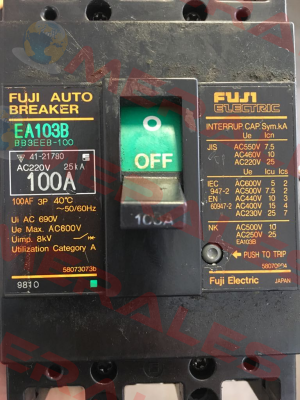 FUJI AUTO
BREAKER
EA103B
BB3EEB-100
41-21780
AC220V 25kA
100A
100AF 3P 40°C
~50/60Hz
Ui AC 690V
Ue Max. AC600V
Uimp. 8kV
Utilization Category A
58073073b
9810
O
OFF
100A
FUJI
ELECTRIC
INTERRUP. CAP. Sym.kA
Ue Icn
JIS AC550V 7.5
AC460V 10
AC220V 25
Ue Icu Ics
IEC AC600V 5 2
947-2 AC500V 7.5 2
EN AC440V 10
60947-2 AC400V 15 4
AC230V 25
NK AC500V 10
AC250V 25
EA103B
PUSH TO TRIP
Fuji Electric JAPAN